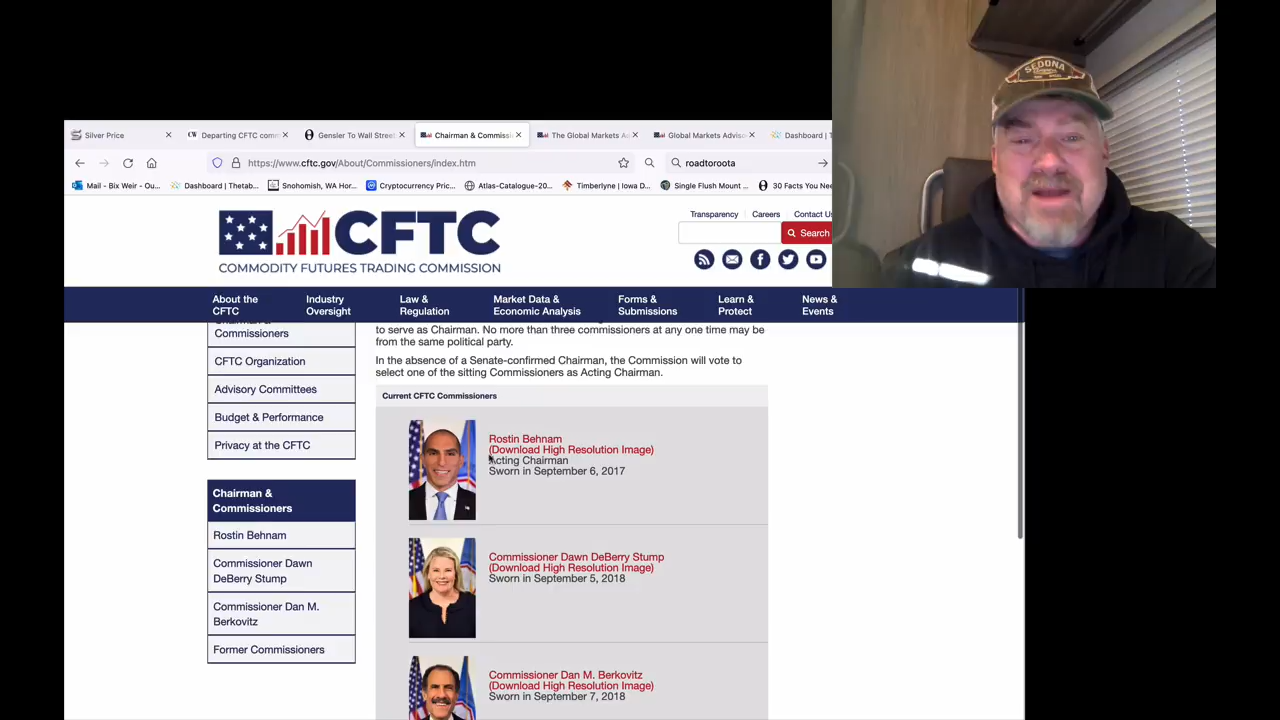 SEDONA
Silver Price
Departing CFTC comm
Gensler To Wall Street
Chairman & Commissi
The Global Markets Ad
Global Markets Adviso
Dashboard | T
https://www.cftc.gov/About/Commissioners/index.htm
roadtoroota
Mail - Bix Weir - Ou...
Dashboard | Thetab...
Snohomish, WA Hor...
Cryptocurrency Pric...
Atlas-Catalogue-20...
Timberlyne | Iowa D...
Single Flush Mount ...
30 Facts You Nee
CFTC
COMMODITY FUTURES TRADING COMMISSION
Transparency
Careers
Contact Us
Search
About the
CFTC
Industry
Oversight
Law &
Regulation
Market Data &
Economic Analysis
Forms &
Submissions
Learn &
Protect
News &
Events
Commissioners
CFTC Organization
Advisory Committees
Budget & Performance
Privacy at the CFTC
Chairman &
Commissioners
Rostin Behnam
Commissioner Dawn
DeBerry Stump
Commissioner Dan M.
Berkovitz
Former Commissioners
to serve as Chairman. No more than three commissioners at any one time may be
from the same political party.
In the absence of a Senate-confirmed Chairman, the Commission will vote to
select one of the sitting Commissioners as Acting Chairman.
Current CFTC Commissioners
Rostin Behnam
(Download High Resolution Image)
Acting Chairman
Sworn in September 6, 2017
Commissioner Dawn DeBerry Stump
(Download High Resolution Image)
Sworn in September 5, 2018
Commissioner Dan M. Berkovitz
(Download High Resolution Image)
Sworn in September 7, 2018